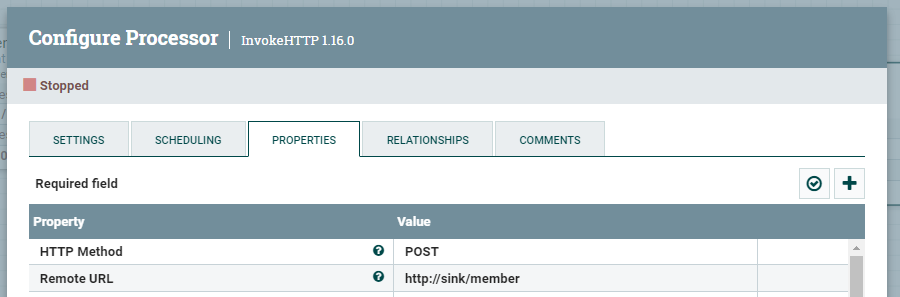 Configure Processor | InvokeHTTP 1.16.0
Stopped
SETTINGS SCHEDULING PROPERTIES RELATIONSHIPS COMMENTS
Required field
Property Value
HTTP Method POST
Remote URL http://sink/member